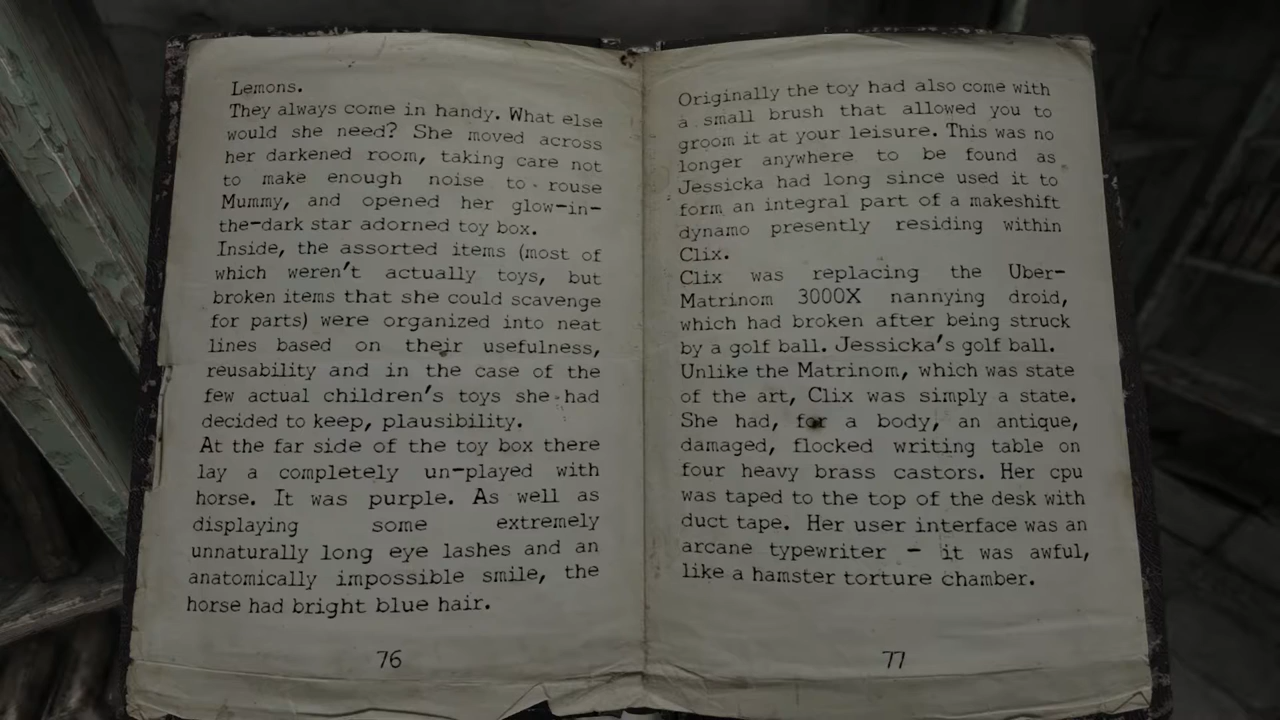 Lemons.
They always come in handy. What else
would she need? She moved across
her darkened room, taking care not
to make enough noise to rouse
Mummy, and opened her glow-in-
the-dark star adorned toy box.
Inside, the assorted items (most of
which weren't actually toys, but
broken items that she could scavenge
for parts) were organized into neat
lines based on their usefulness,
reusability and in the case of the
few actual children's toys she had
decided to keep, plausibility.
At the far side of the toy box there
lay a completely un-played with
horse. It was purple. As well as
displaying some extremely
unnaturally long eye lashes and an
anatomically impossible smile, the
horse had bright blue hair.
76
Originally the toy had also come with
a small brush that allowed you to
groom it at your leisure. This was no
longer anywhere to be found as
Jessicka had long since used it to
form an integral part of a makeshift
dynamo presently residing within
Clix.
Clix was replacing the Uber-
Matrinom 3000X nannying droid,
which had broken after being struck
by a golf ball. Jessicka's golf ball.
Unlike the Matrinom, which was state
of the art, Clix was simply a state.
She had, for a body, an antique,
damaged, flocked writing table on
four heavy brass castors. Her cpu
was taped to the top of the desk with
duct tape. Her user interface was an
arcane typewriter - it was awful,
like a hamster torture chamber.
77